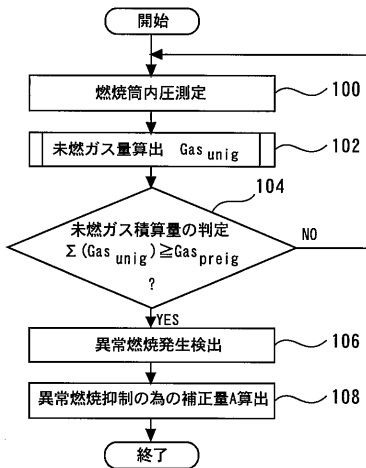 開始
燃焼筒内圧測定
100
未燃ガス量算出 Gas unig
102
104
未燃ガス積算量の判定
Σ(Gas unig)≧Gas preig
?
NO
YES
異常燃焼発生検出
106
異常燃焼抑制の為の補正量A算出
108
終了